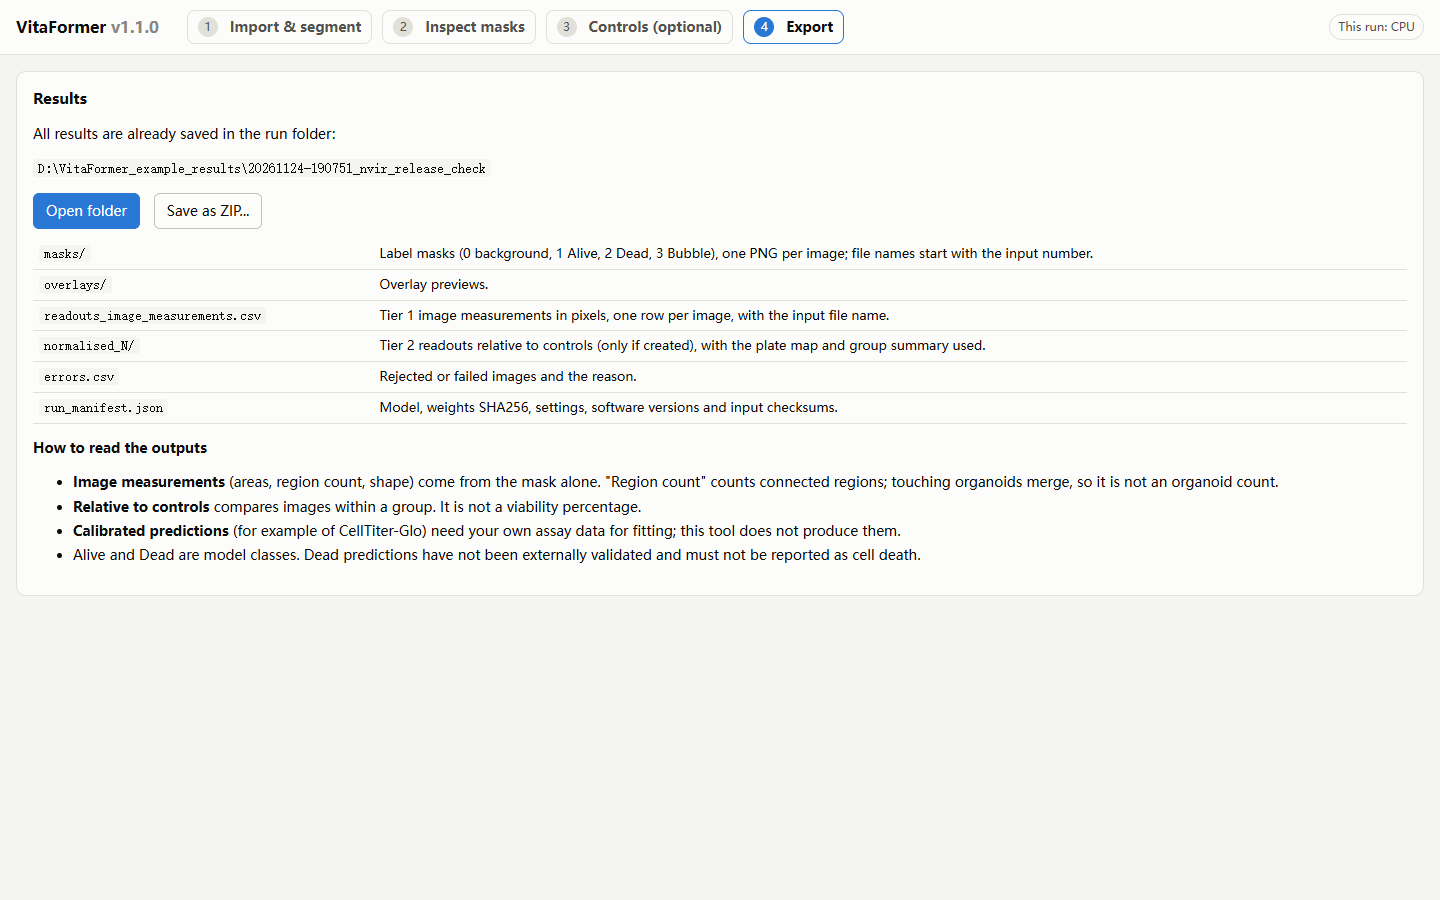 VitaFormer v1.1.0
1 Import & segment
2 Inspect masks
3 Controls (optional)
4 Export
This run: CPU
Results
All results are already saved in the run folder:
D:\VitaFormer_example_results\20261124-190751_nvir_release_check
Open folder
Save as ZIP...
masks/ Label masks (0 background, 1 Alive, 2 Dead, 3 Bubble), one PNG per image; file names start with the input number.
overlays/ Overlay previews.
readouts_image_measurements.csv Tier 1 image measurements in pixels, one row per image, with the input file name.
normalised_N/ Tier 2 readouts relative to controls (only if created), with the plate map and group summary used.
errors.csv Rejected or failed images and the reason.
run_manifest.json Model, weights SHA256, settings, software versions and input checksums.
How to read the outputs
• Image measurements (areas, region count, shape) come from the mask alone. "Region count" counts connected regions; touching organoids merge, so it is not an organoid count.
• Relative to controls compares images within a group. It is not a viability percentage.
• Calibrated predictions (for example of CellTiter-Glo) need your own assay data for fitting; this tool does not produce them.
• Alive and Dead are model classes. Dead predictions have not been externally validated and must not be reported as cell death.